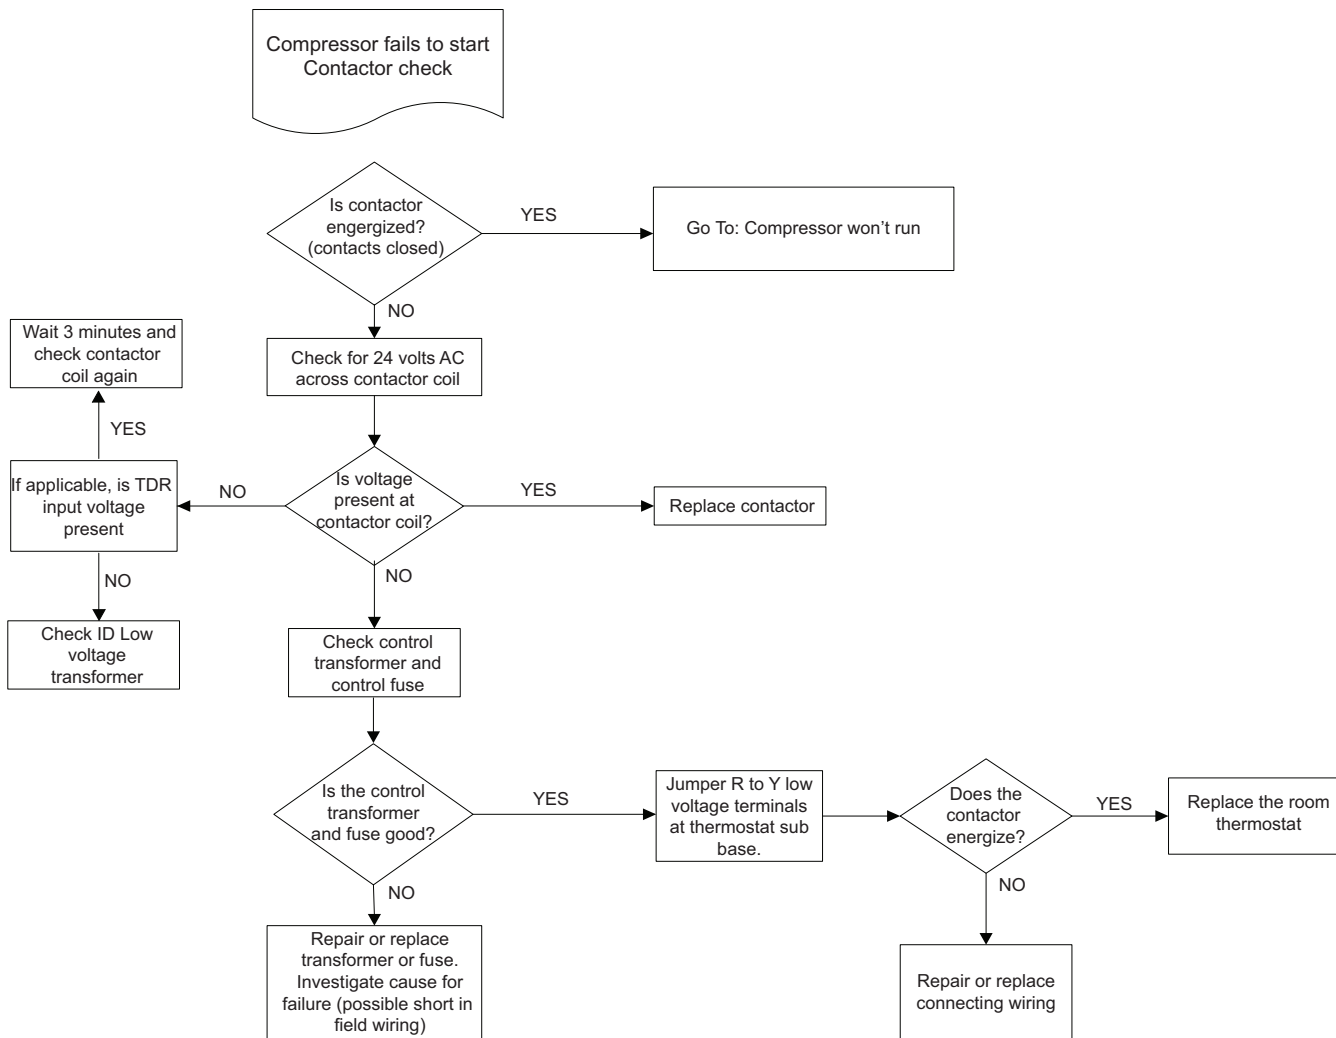 Compressor fails to start
Contactor check
Is contactor
engergized?
(contacts closed)
YES
Go To: Compressor won't run
NO
Wait 3 minutes and
check contactor
coil again
Check for 24 volts AC
across contactor coil
YES
If applicable, is TDR
input voltage
present
NO
Is voltage
present at
contactor coil?
YES
Replace contactor
NO
NO
Check ID Low
voltage
transformer
Check control
transformer and
control fuse
Is the control
transformer
and fuse good?
YES
Jumper R to Y low
voltage terminals
at thermostat sub
base.
Does the
contactor
energize?
YES
Replace the room
thermostat
NO
NO
Repair or replace
transformer or fuse.
Investigate cause for
failure (possible short in
field wiring)
Repair or replace
connecting wiring